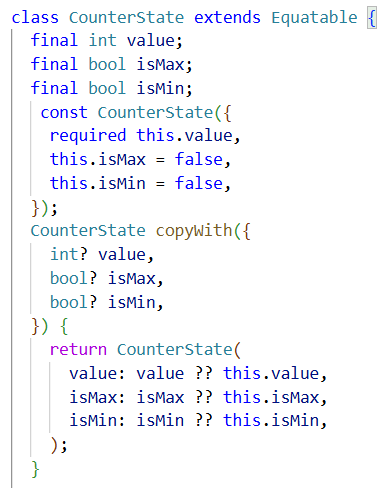 class CounterState extends Equatable {
  final int value;
  final bool isMax;
  final bool isMin;
   const CounterState({
    required this.value,
    this.isMax = false,
    this.isMin = false,
  });
  CounterState copyWith({
    int? value,
    bool? isMax,
    bool? isMin,
  }) {
    return CounterState(
      value: value ?? this.value,
      isMax: isMax ?? this.isMax,
      isMin: isMin ?? this.isMin,
    );
  }